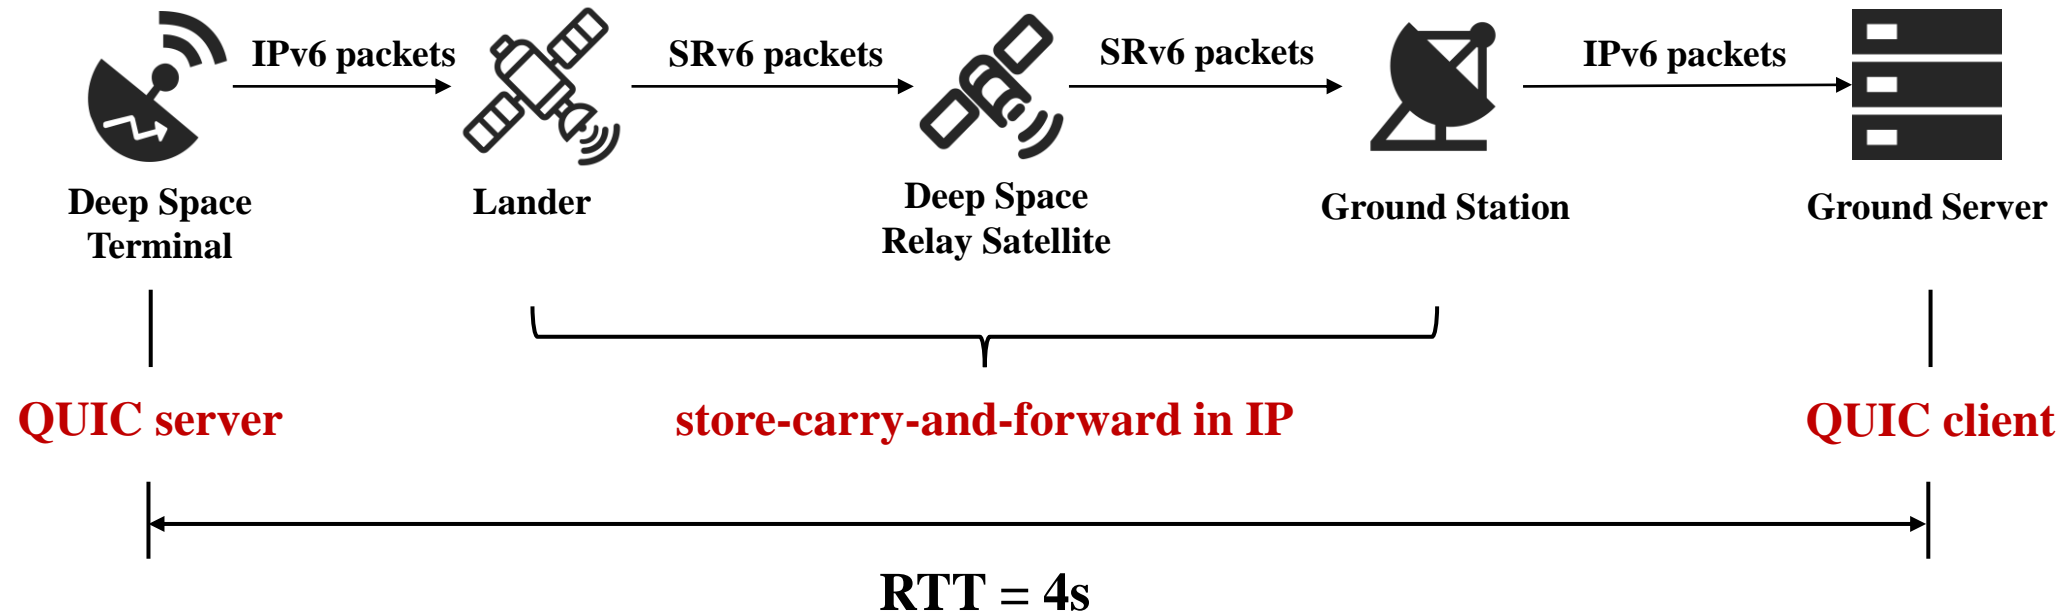 IPv6 packets
SRv6 packets
SRv6 packets
IPv6 packets
Deep Space
Terminal
Lander
Deep Space
Relay Satellite
Ground Station
Ground Server
QUIC server
store-carry-and-forward in IP
QUIC client
RTT = 4s